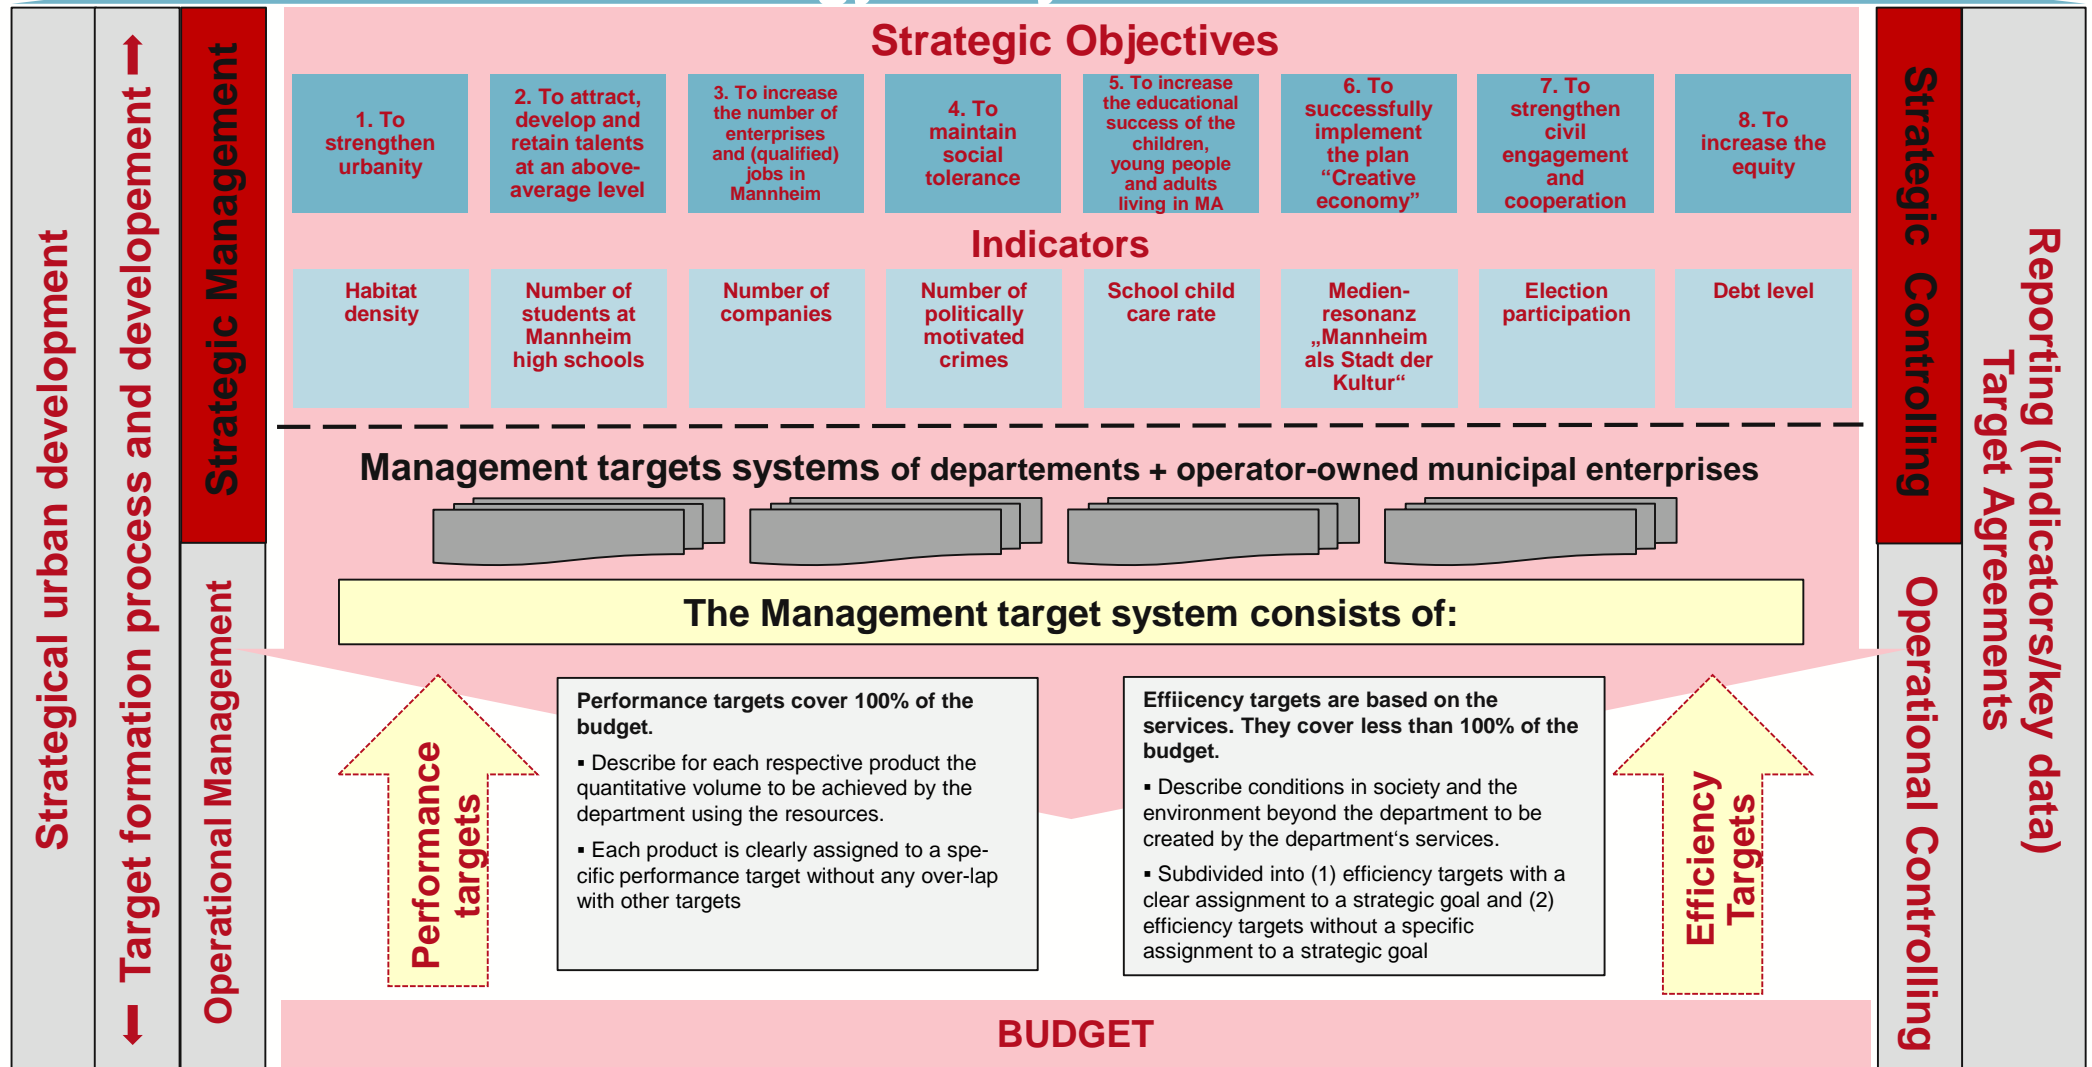 Strategical urban development
Target formation process and developement
Strategic Management
Operational Management
Strategic Objectives
1. To
strengthen
urbanity
2. To attract,
develop and
retain talents
at an above-
average level
3. To increase
the number of
enterprises
and (qualified)
jobs in
Mannheim
4. To
maintain
social
tolerance
5. To increase
the educational
success of the
children,
young people
and adults
living in MA
6. To
successfully
implement
the plan
“Creative
economy”
7. To
strengthen
civil
engagement
and
cooperation
8. To
increase the
equity
Indicators
Habitat
density
Number of
students at
Mannheim
high schools
Number of
companies
Number of
politically
motivated
crimes
School child
care rate
Medien-
resonanz
„Mannheim
als Stadt der
Kultur“
Election
participation
Debt level
Management targets systems of departements + operator-owned municipal enterprises
The Management target system consists of:
Performance
targets
Performance targets cover 100% of the
budget.
▪ Describe for each respective product the
quantitative volume to be achieved by the
department using the resources.
▪ Each product is clearly assigned to a spe-
cific performance target without any over-lap
with other targets
Effiicency targets are based on the
services. They cover less than 100% of the
budget.
▪ Describe conditions in society and the
environment beyond the department to be
created by the department‘s services.
▪ Subdivided into (1) efficiency targets with a
clear assignment to a strategic goal and (2)
efficiency targets without a specific
assignment to a strategic goal
Efficiency
Targets
BUDGET
Strategic Controlling
Operational Controlling
Reporting (indicators/key data)
Target Agreements